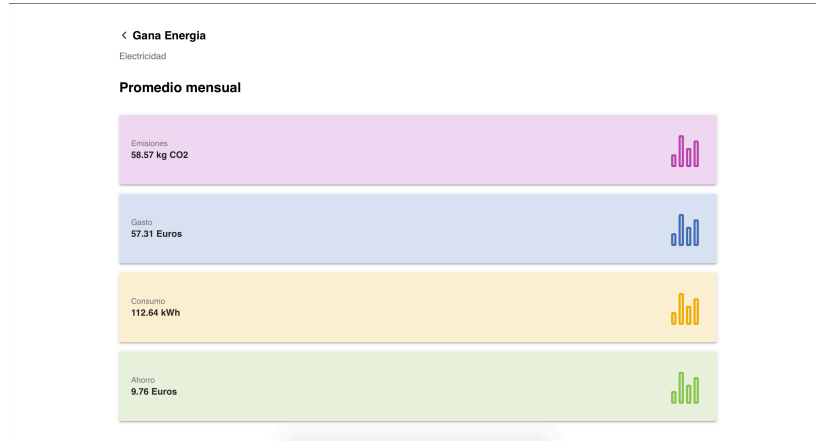 Gana Energia
Electricidad
Promedio mensual
Emisiones
58.57 kg CO2
Gasto
57.31 Euros
Consumo
112.64 kWh
Ahorro
9.76 Euros